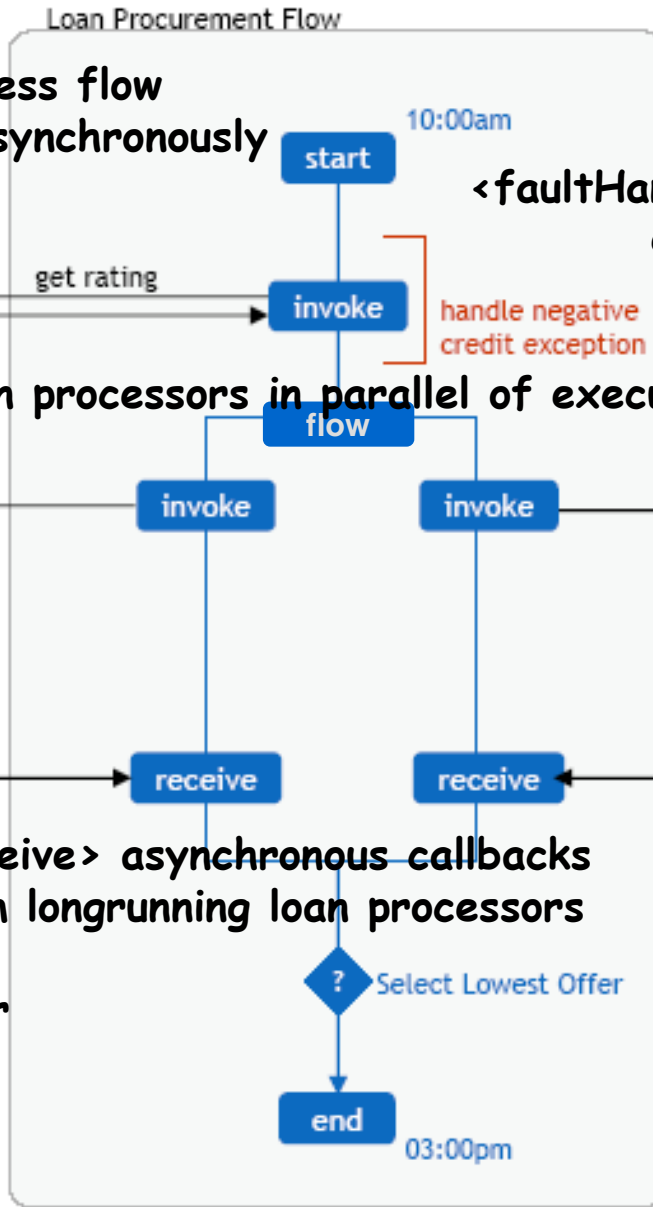 Loan Procurement Flow
ess flow
synchronously
10:00am
start
<faultHa
get rating
invoke
handle negative
credit exception
n processors in parallel of execu
flow
invoke
invoke
receive
receive
eive> asynchronous callbacks
n longrunning loan processors
?
Select Lowest Offer
r
end
03:00pm